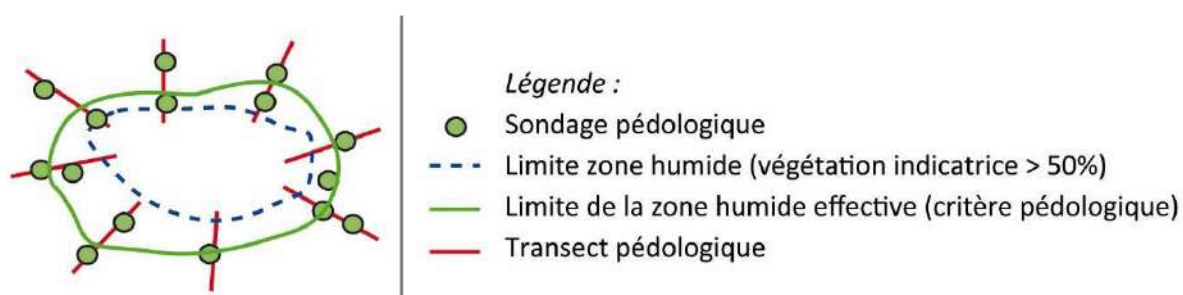 Légende :
Sondage pédologique
Limite zone humide (végétation indicatrice > 50%)
Limite de la zone humide effective (critère pédologique)
Transect pédologique